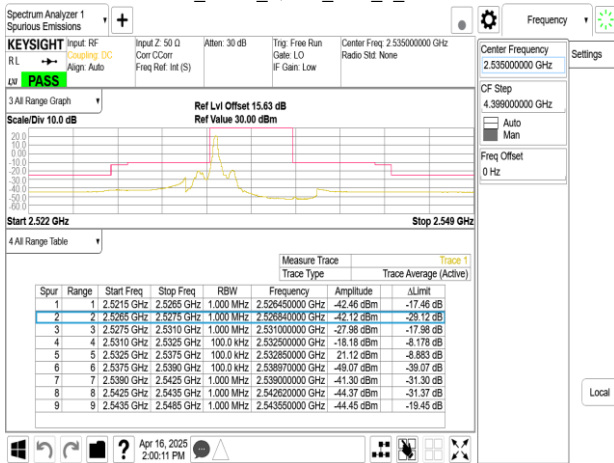 Spectrum Analyzer 1
Spurious Emissions
+
Frequency
KEYSIGHT Input: RF Input Z: 50 Ω Atten: 30 dB Trig: Free Run Center Freq: 2.535000000 GHz
RL Coupling: DC Corr CCorr Gate: LO Radio Std: None
Align: Auto Freq Ref: Int (S) IF Gain: Low
LXI PASS
Center Frequency
2.535000000 GHz
Settings
CF Step
4.399000000 GHz
Auto
Man
Freq Offset
0 Hz
Local
3 All Range Graph
Ref Lvl Offset 15.63 dB
Scale/Div 10.0 dB Ref Value 30.00 dBm
20.0
10.0
0.00
-10.0
-20.0
-30.0
-40.0
-50.0
-60.0
Start 2.522 GHz Stop 2.549 GHz
4 All Range Table
Measure Trace Trace 1
Trace Type Trace Average (Active)
Spur Range Start Freq Stop Freq RBW Frequency Amplitude ΔLimit
1 1 2.5215 GHz 2.5265 GHz 1.000 MHz 2.526450000 GHz -42.46 dBm -17.46 dB
2 2 2.5265 GHz 2.5275 GHz 1.000 MHz 2.526840000 GHz -42.12 dBm -29.12 dB
3 3 2.5275 GHz 2.5310 GHz 1.000 MHz 2.531000000 GHz -27.98 dBm -17.98 dB
4 4 2.5310 GHz 2.5325 GHz 100.0 kHz 2.532500000 GHz -18.18 dBm -8.178 dB
5 5 2.5325 GHz 2.5375 GHz 100.0 kHz 2.532850000 GHz 21.12 dBm -8.883 dB
6 6 2.5375 GHz 2.5390 GHz 100.0 kHz 2.538970000 GHz -49.07 dBm -39.07 dB
7 7 2.5390 GHz 2.5425 GHz 1.000 MHz 2.539000000 GHz -41.30 dBm -31.30 dB
8 8 2.5425 GHz 2.5435 GHz 1.000 MHz 2.542620000 GHz -44.37 dBm -31.37 dB
9 9 2.5435 GHz 2.5485 GHz 1.000 MHz 2.543550000 GHz -44.45 dBm -19.45 dB
? Apr 16, 2025
2:00:11 PM